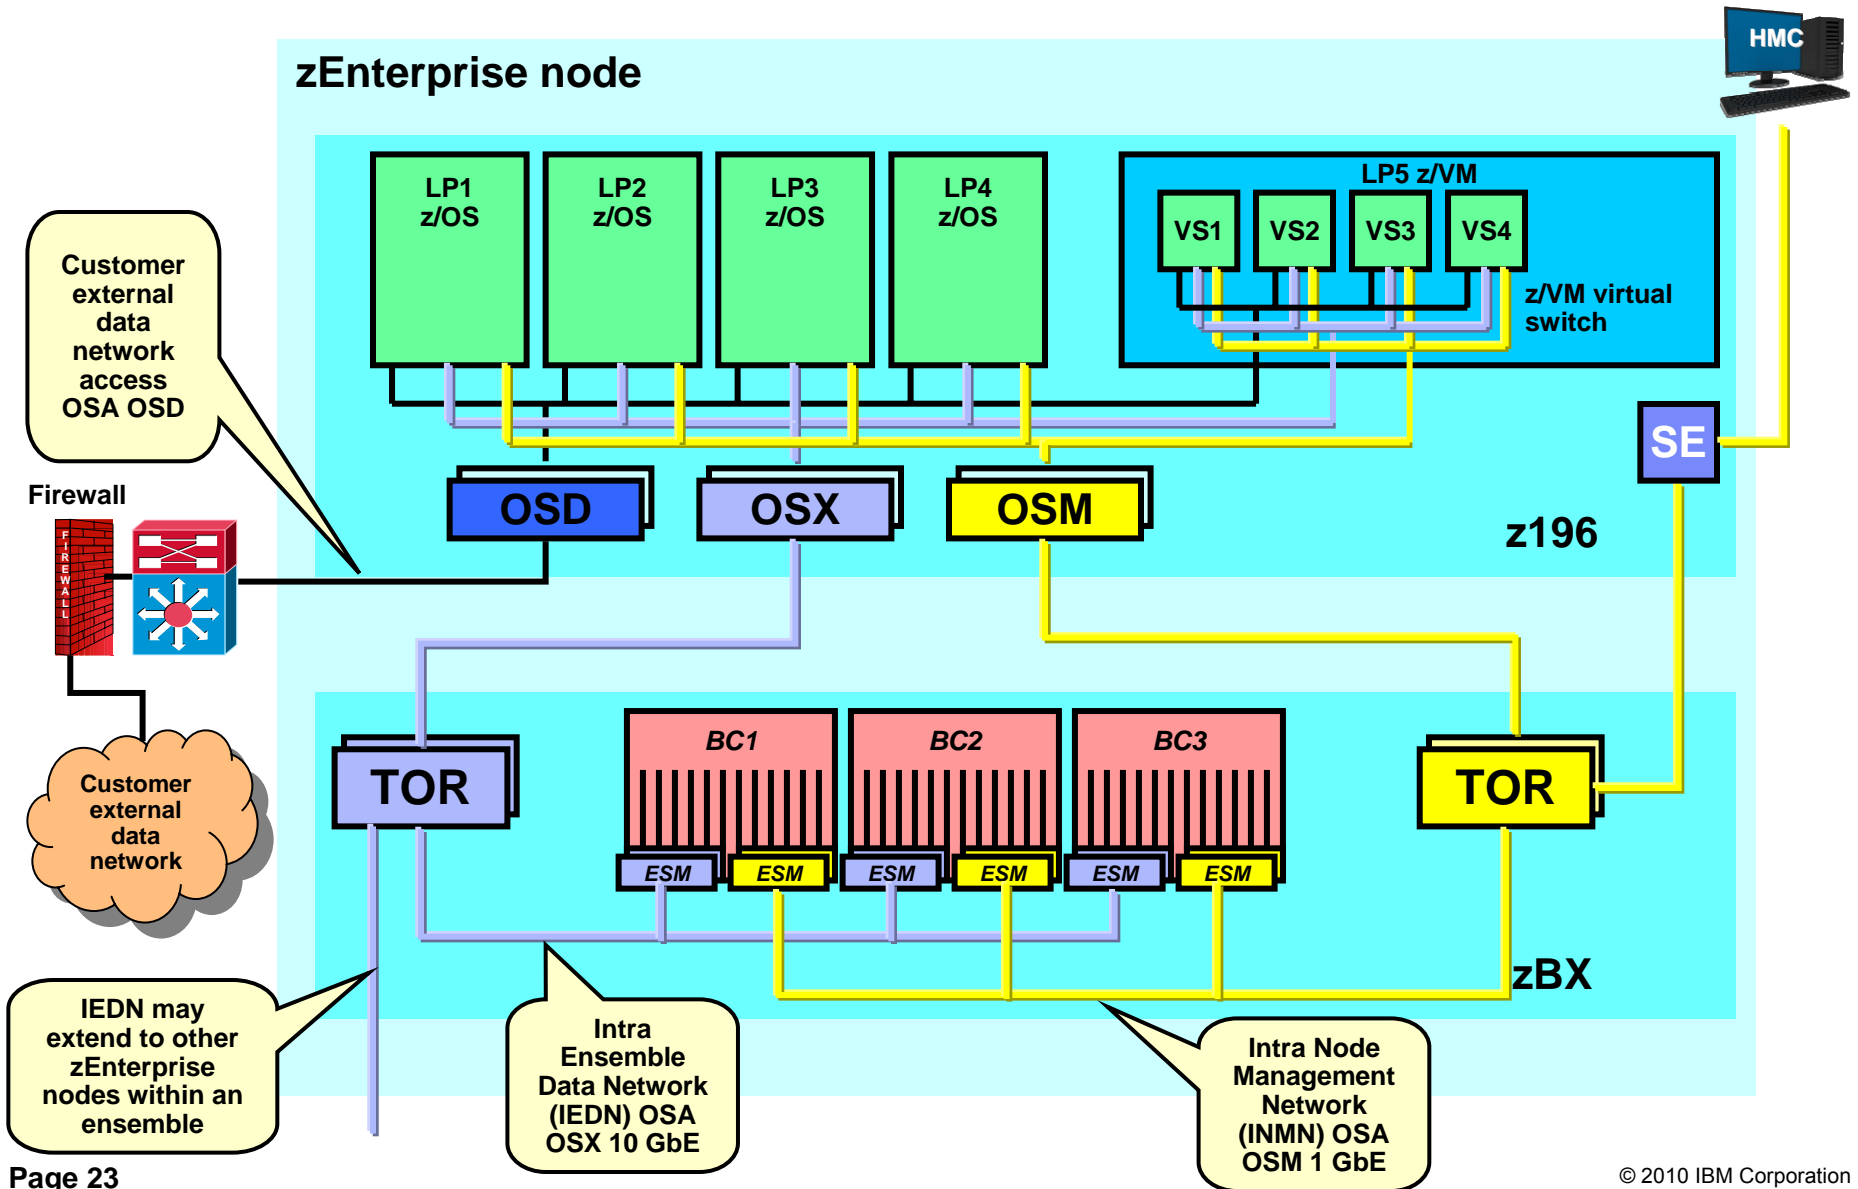 HMC
zEnterprise node
LP1
z/OS
LP2
z/OS
LP3
z/OS
LP4
z/OS
LP5 z/VM
VS1
VS2
VS3
VS4
z/VM virtual
switch
Customer
external
data
network
access
OSA OSD
SE
Firewall
FIREWALL
OSD
OSX
OSM
z196
TOR
BC1
BC2
BC3
TOR
ESM
ESM
ESM
ESM
ESM
ESM
Customer
external
data
network
zBX
IEDN may
extend to other
zEnterprise
nodes within an
ensemble
Intra
Ensemble
Data Network
(IEDN) OSA
OSX 10 GbE
Intra Node
Management
Network
(INMN) OSA
OSM 1 GbE
Page 23
© 2010 IBM Corporation